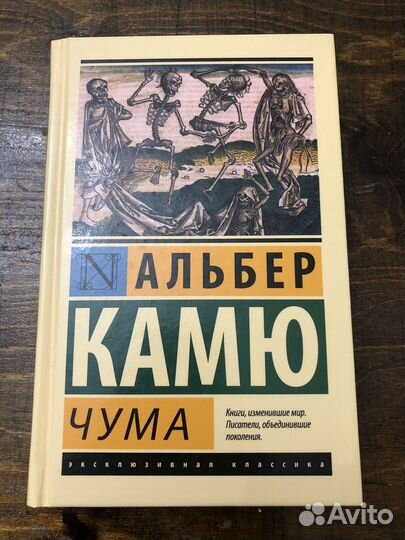 N АЛЬБЕР
КАМЮ
ЧУМА
Книги, изменившие мир.
Писатели, объединившие
поколения.
эксклюзивная классика
Avito